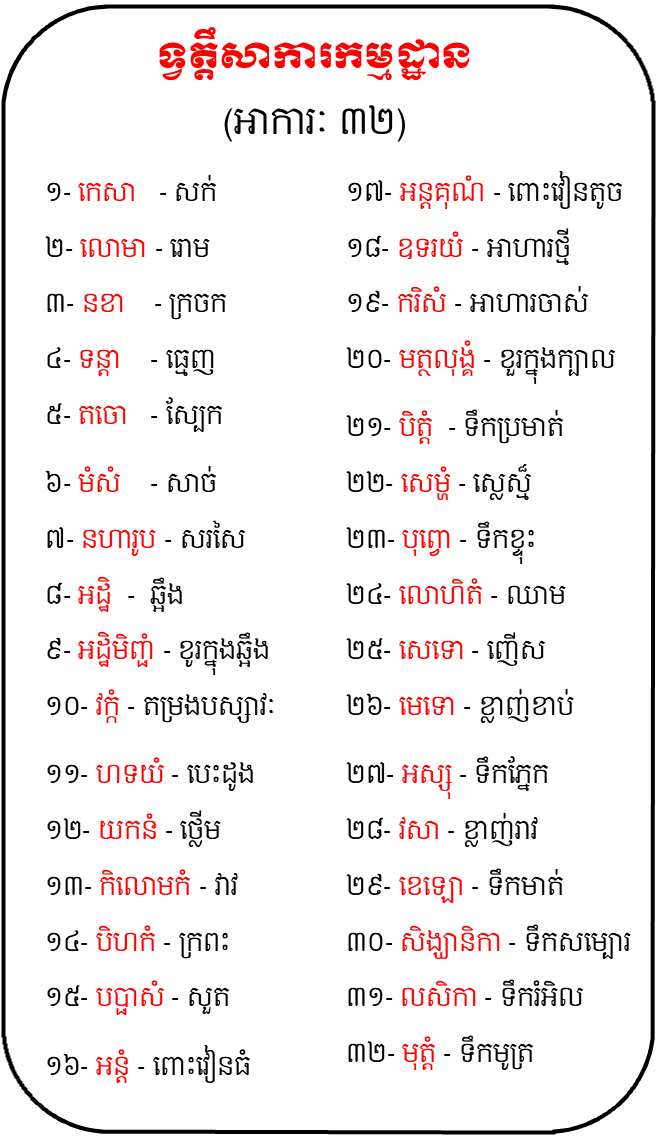 ទ្វត្តឹសាការកម្មដ្ឋាន
(អាការៈ ៣២)
១- កេសា - សក់
២- លោមា - រោម
៣- នខា - ក្រចក
៤- ទន្តា - ធ្មេញ
៥- តចោ - ស្បែក
៦- មំសំ - សាច់
៧- នហារូប - សរសៃ
៨- អដ្ឋិ - ឆ្អឹង
៩- អដ្ឋិមិញ្ជំ - ខួរក្នុងឆ្អឹង
១០- វក្កំ - តម្រងបស្សាវៈ
១១- ហទយំ - បេះដូង
១២- យកនំ - ថ្លើម
១៣- កិលោមកំ - វាវ
១៤- បិហកំ - ក្រពះ
១៥- បប្ផាសំ - សួត
១៦- អន្តំ - ពោះវៀនធំ
១៧- អន្តគុណំ - ពោះវៀនតូច
១៨- ឧទរយំ - អាហារថ្មី
១៩- ករិសំ - អាហារចាស់
២០- មត្ថលុង្គំ - ខួរក្នុងក្បាល
២១- បិត្តំ - ទឹកប្រមាត់
២២- សេម្ហំ - ស្លេស្ម៏
២៣- បុព្វោ - ទឹកខ្ទុះ
២៤- លោហិតំ - ឈាម
២៥- សេទោ - ញើស
២៦- មេទោ - ខ្លាញ់ខាប់
២៧- អស្សុ - ទឹកភ្នែក
២៨- វសា - ខ្លាញ់រាវ
២៩- ខេឡោ - ទឹកមាត់
៣០- សិង្ឃានិកា - ទឹកសម្បោរ
៣១- លសិកា - ទឹករំអិល
៣២- មុត្តំ - ទឹកមូត្រ